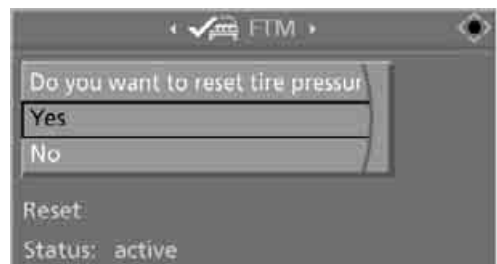 FTM
Do you want to reset tire pressur
Yes
No
Reset
Status: active